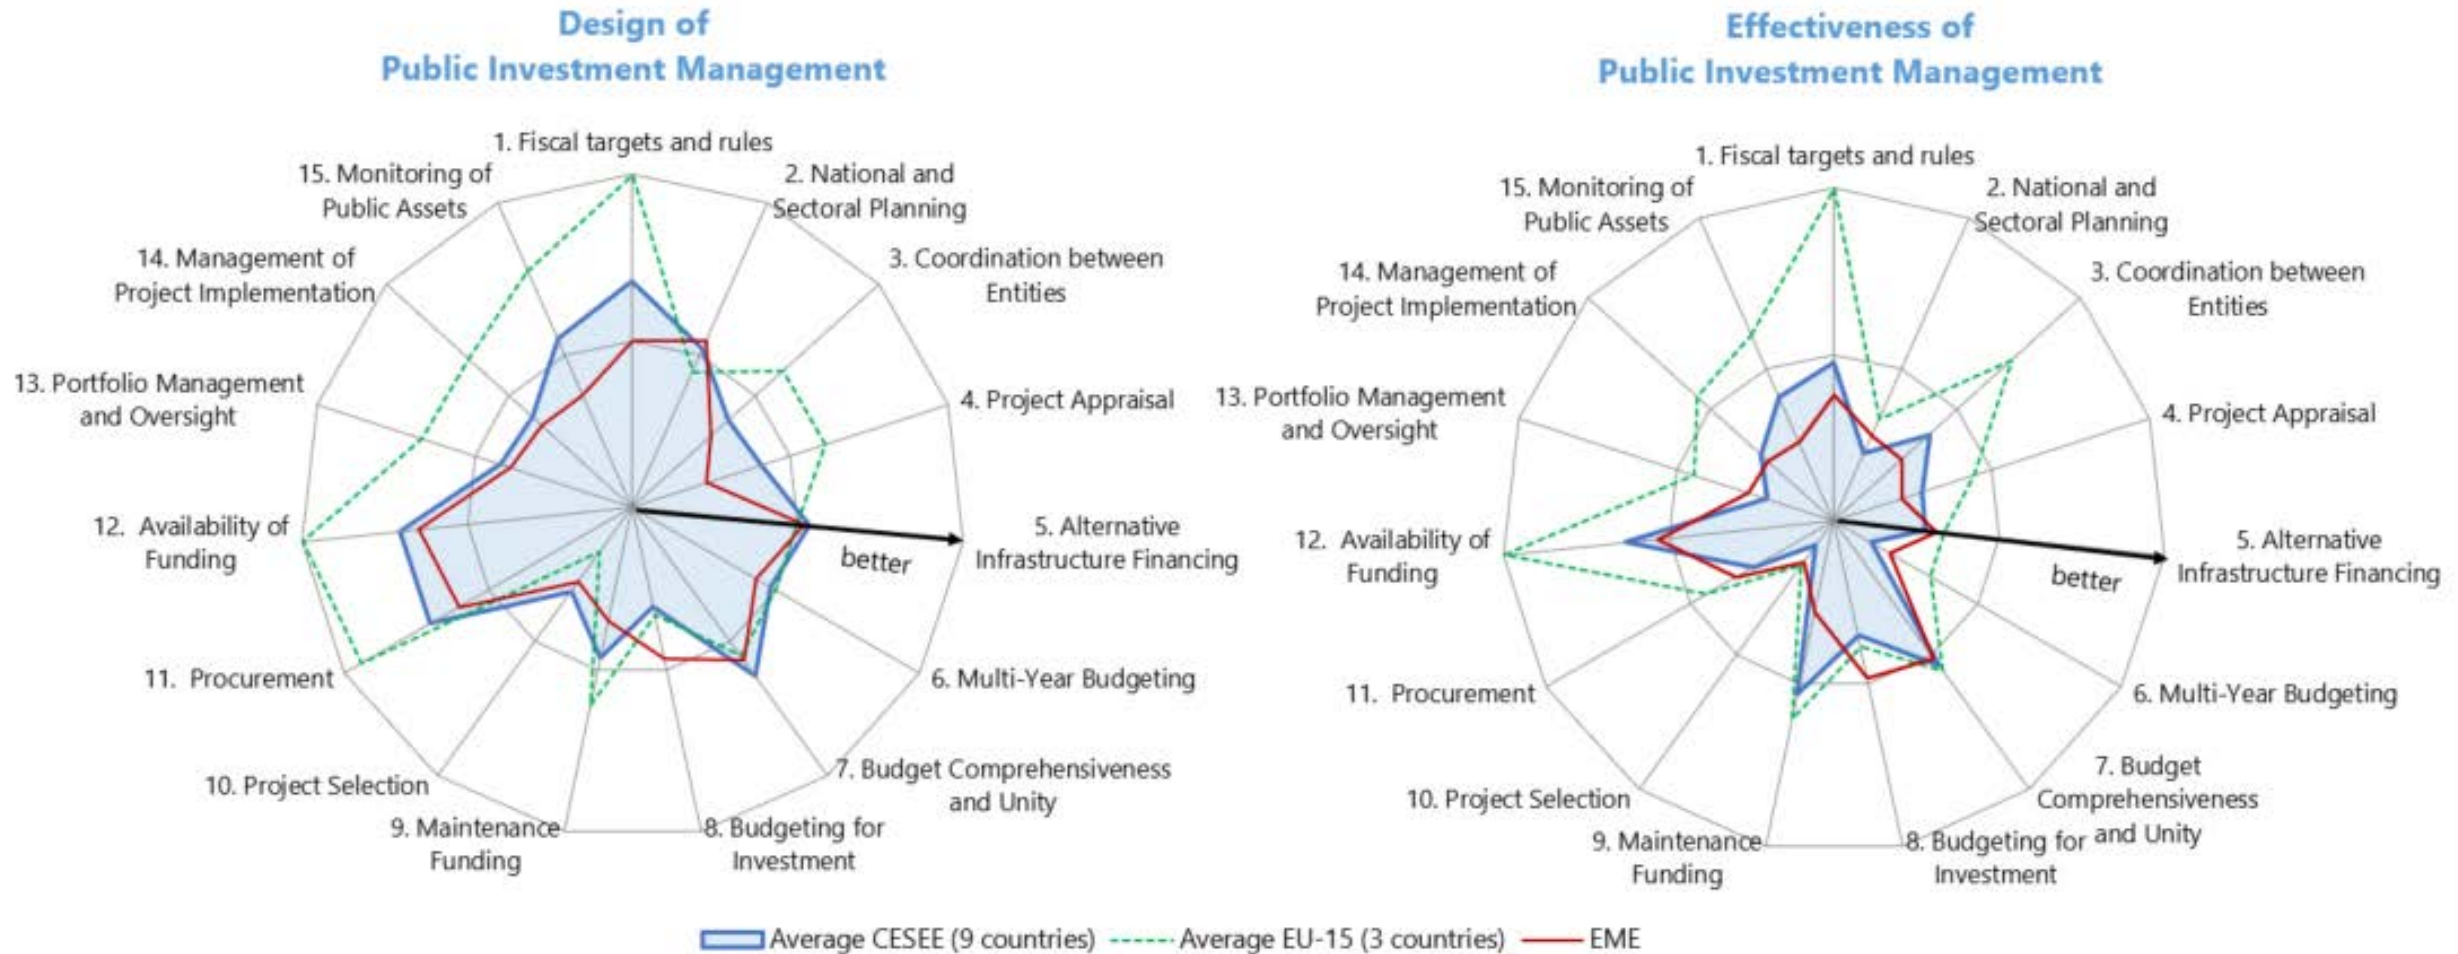 Design of
Public Investment Management
1. Fiscal targets and rules
2. National and
Sectoral Planning
3. Coordination between
Entities
4. Project Appraisal
5. Alternative
Infrastructure Financing
6. Multi-Year Budgeting
7. Budget Comprehensiveness
and Unity
8. Budgeting for
Investment
9. Maintenance
Funding
10. Project Selection
11. Procurement
12. Availability of
Funding
13. Portfolio Management
and Oversight
14. Management of
Project Implementation
15. Monitoring of
Public Assets
better
Effectiveness of
Public Investment Management
1. Fiscal targets and rules
2. National and
Sectoral Planning
3. Coordination between
Entities
4. Project Appraisal
5. Alternative
Infrastructure Financing
6. Multi-Year Budgeting
7. Budget
Comprehensiveness
and Unity
8. Budgeting for
Investment
9. Maintenance
Funding
10. Project Selection
11. Procurement
12. Availability of
Funding
13. Portfolio Management
and Oversight
14. Management of
Project Implementation
15. Monitoring of
Public Assets
better
Average CESEE (9 countries)
Average EU-15 (3 countries)
EME